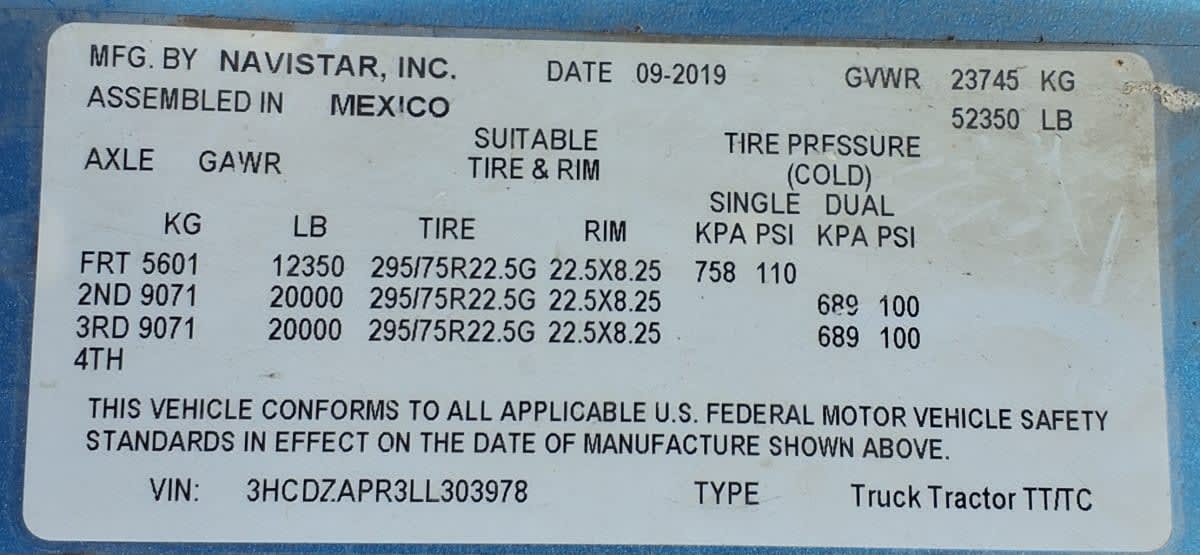 MFG. BY NAVISTAR, INC. DATE 09-2019 GVWR 23745 KG
ASSEMBLED IN MEXICO 52350 LB
AXLE GAWR SUITABLE TIRE & RIM TIRE PRESSURE (COLD)
SINGLE DUAL
KG LB TIRE RIM KPA PSI KPA PSI
FRT 5601 12350 295/75R22.5G 22.5X8.25 758 110
2ND 9071 20000 295/75R22.5G 22.5X8.25 689 100
3RD 9071 20000 295/75R22.5G 22.5X8.25 689 100
4TH
THIS VEHICLE CONFORMS TO ALL APPLICABLE U.S. FEDERAL MOTOR VEHICLE SAFETY
STANDARDS IN EFFECT ON THE DATE OF MANUFACTURE SHOWN ABOVE.
VIN: 3HCDZAPR3LL303978 TYPE Truck Tractor TT/TC